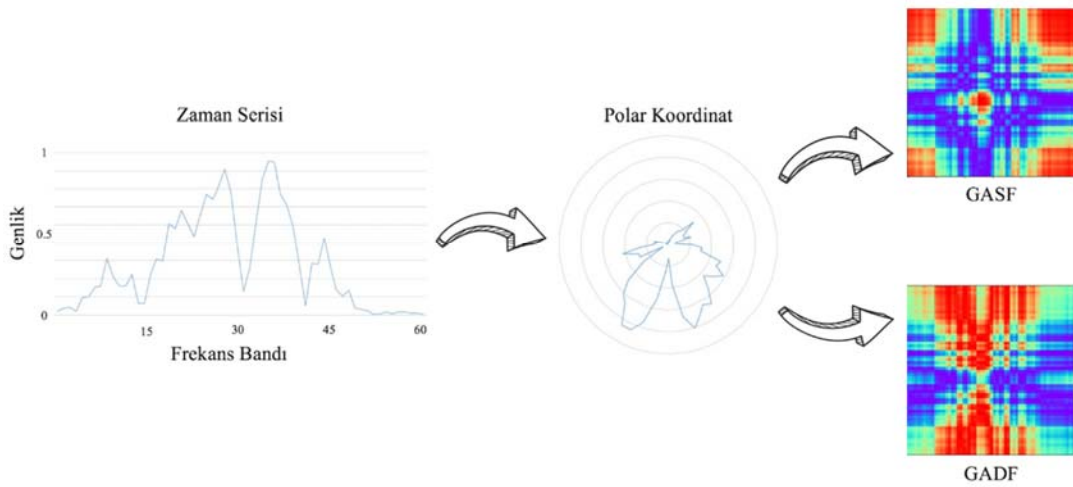 Zaman Serisi
Genlik
1
0.5
0
15
30
45
60
Frekans Bandı
Polar Koordinat
GASF
GADF